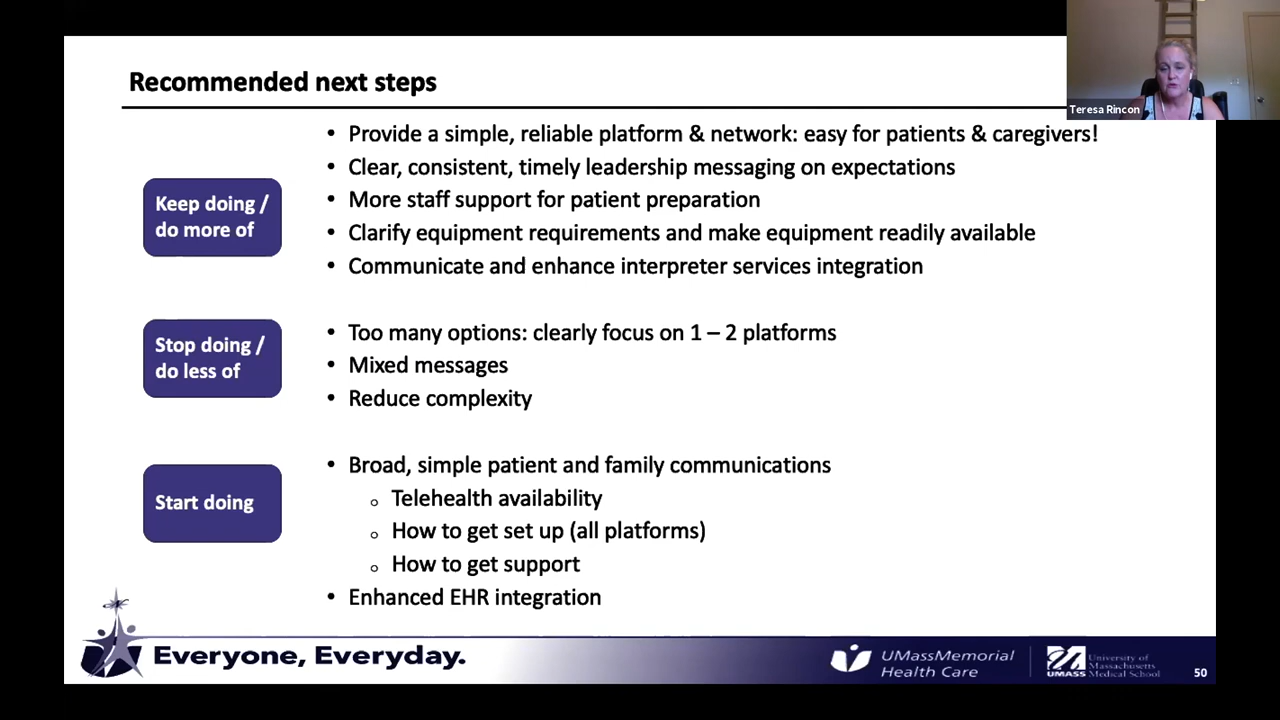 Recommended next steps
Teresa Rincon
Keep doing /
do more of
• Provide a simple, reliable platform & network: easy for patients & caregivers!
• Clear, consistent, timely leadership messaging on expectations
• More staff support for patient preparation
• Clarify equipment requirements and make equipment readily available
• Communicate and enhance interpreter services integration
Stop doing /
do less of
• Too many options: clearly focus on 1 – 2 platforms
• Mixed messages
• Reduce complexity
Start doing
• Broad, simple patient and family communications
o Telehealth availability
o How to get set up (all platforms)
o How to get support
• Enhanced EHR integration
Everyone, Everyday.
UMassMemorial
Health Care
UMASS
University of
Massachusetts
Medical School
50